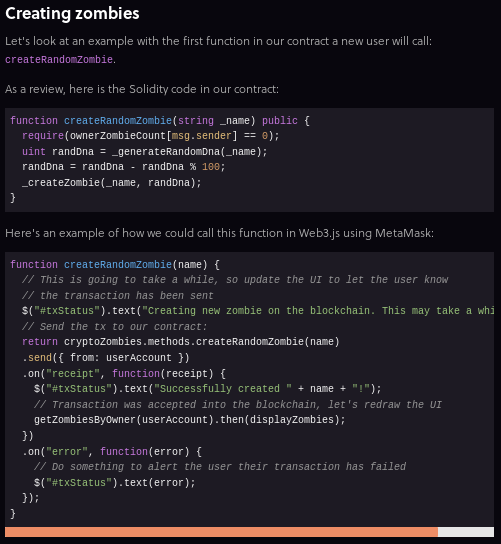 Creating zombies
Let's look at an example with the first function in our contract a new user will call:
createRandomZombie.
As a review, here is the Solidity code in our contract:
function createRandomZombie(string _name) public {
  require(ownerZombieCount[msg.sender] == 0);
  uint randDna = _generateRandomDna(_name);
  randDna = randDna - randDna % 100;
  _createZombie(_name, randDna);
}
Here's an example of how we could call this function in Web3.js using MetaMask:
function createRandomZombie(name) {
  // This is going to take a while, so update the UI to let the user know
  // the transaction has been sent
  $("#txStatus").text("Creating new zombie on the blockchain. This may take a whi
  // Send the tx to our contract:
  return cryptoZombies.methods.createRandomZombie(name)
  .send({ from: userAccount })
  .on("receipt", function(receipt) {
    $("#txStatus").text("Successfully created " + name + "!");
    // Transaction was accepted into the blockchain, let's redraw the UI
    getZombiesByOwner(userAccount).then(displayZombies);
  })
  .on("error", function(error) {
    // Do something to alert the user their transaction has failed
    $("#txStatus").text(error);
  });
}